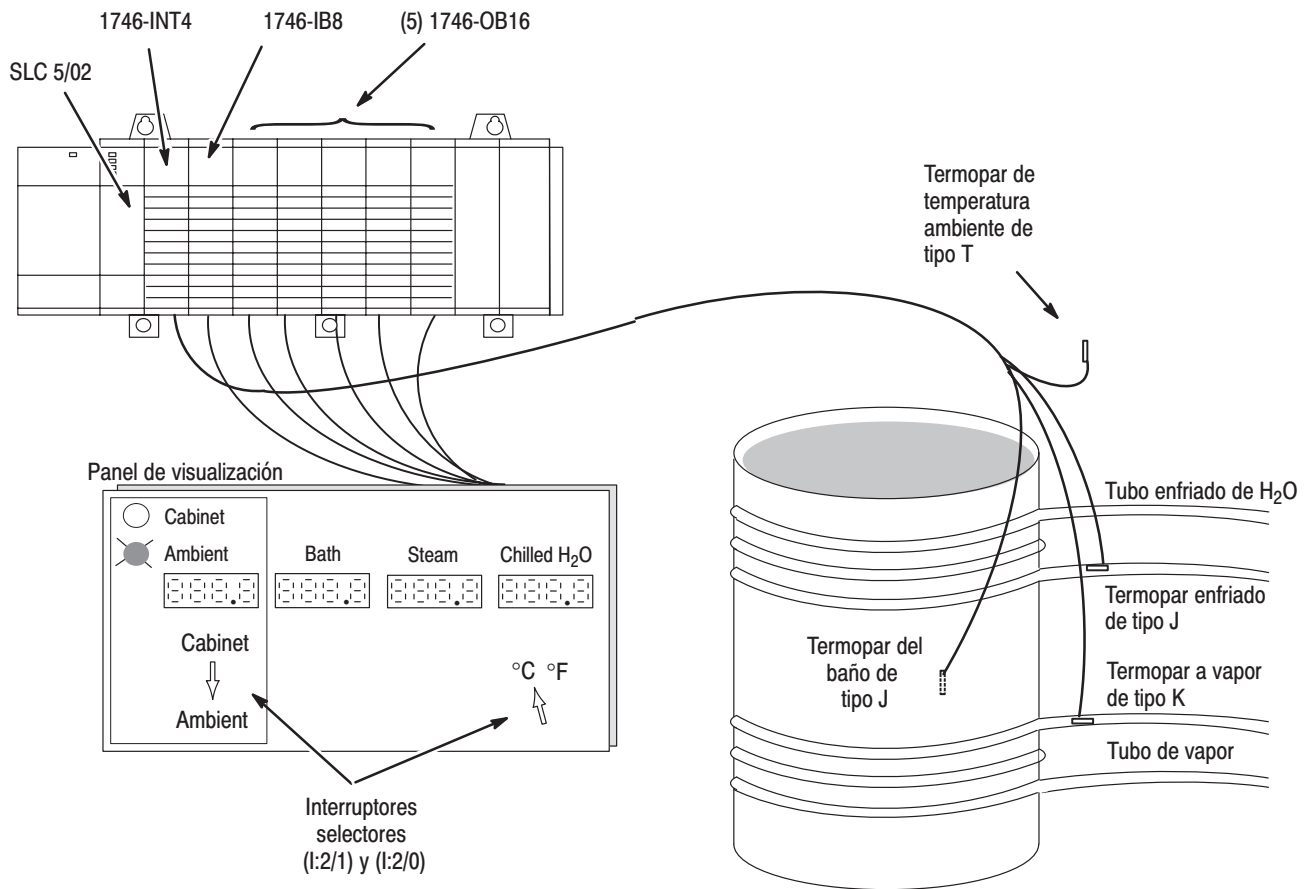 1746-INT4
1746-IB8
(5) 1746-OB16
SLC 5/02
Termopar de
temperatura
ambiente de
tipo T
Panel de visualización
Cabinet
Ambient
Bath
Steam
Chilled H₂O
Cabinet
Ambient
°C °F
Interruptores
selectores
(I:2/1) y (I:2/0)
Tubo enfriado de H₂O
Termopar enfriado
de tipo J
Termopar del
baño de
tipo J
Termopar a vapor
de tipo K
Tubo de vapor